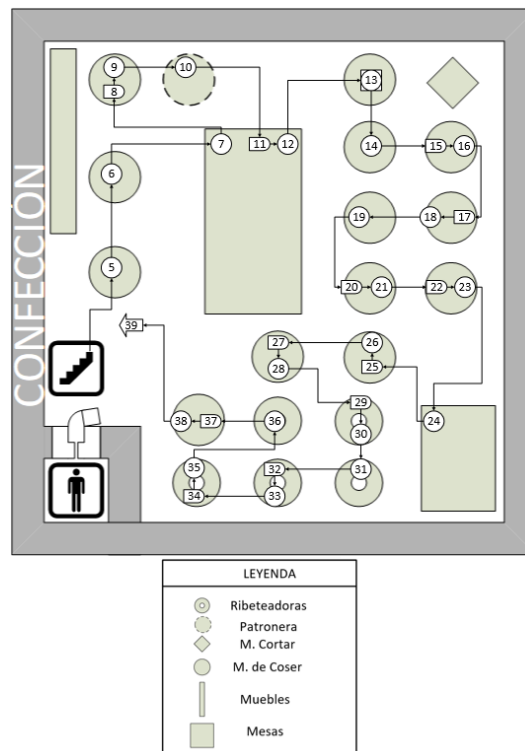 CONFECCIÓN
9 10 13
8
7 11 12
14 15 16
6
19 18 17
5
20 21 22 23
39
27 26
28 25
29
38 37 36 24
30
35 32 31
34 33
LEYENDA
Ribeteadoras
Patronera
M. Cortar
M. de Coser
Muebles
Mesas